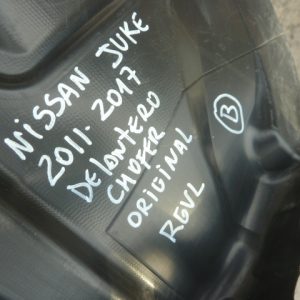 NISSAN JUKE
2011-2017
DELANTERO
CHOFER
ORIGINAL
RGVL
B